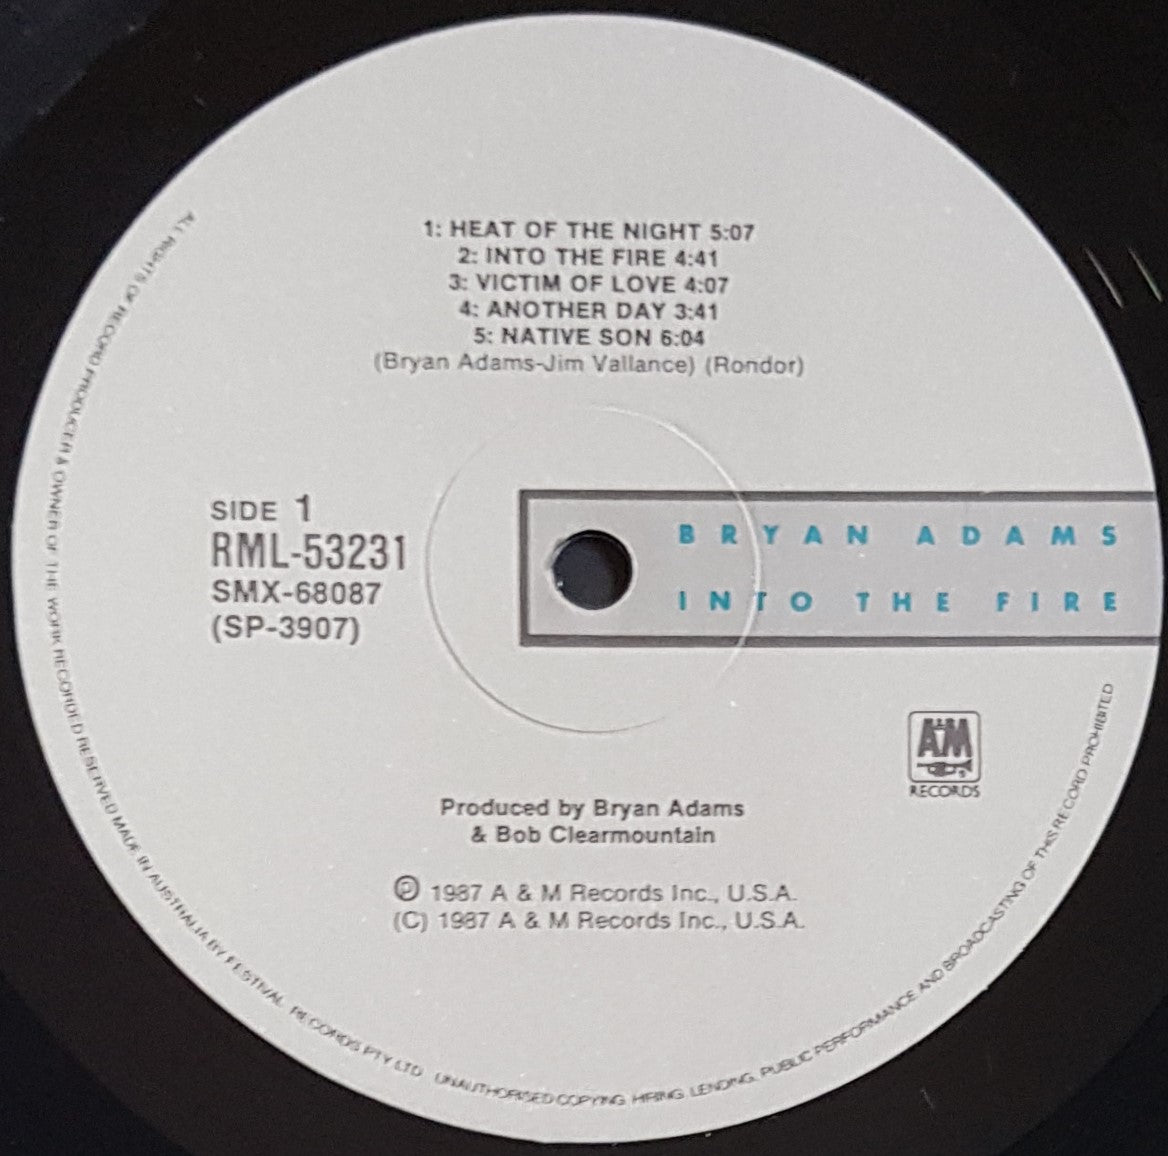 1: HEAT OF THE NIGHT 5:07
2: INTO THE FIRE 4:41
3: VICTIM OF LOVE 4:07
4: ANOTHER DAY 3:41
5: NATIVE SON 6:04
(Bryan Adams-Jim Vallance) (Rondor)
SIDE 1
RML-53231
SMX-68087
(SP-3907)
BRYAN ADAMS
INTO THE FIRE
A&M
RECORDS
Produced by Bryan Adams
& Bob Clearmountain
℗ 1987 A & M Records Inc., U.S.A.
(C) 1987 A & M Records Inc., U.S.A.
ALL RIGHTS OF RECORD PRODUCER & OWNER OF THE WORK RECORDED RESERVED MADE IN AUSTRALIA BY FESTIVAL RECORDS PTY LTD UNAUTHORISED COPYING, HIRING, LENDING, PUBLIC PERFORMANCE AND BROADCASTING OF THIS RECORD PROHIBITED